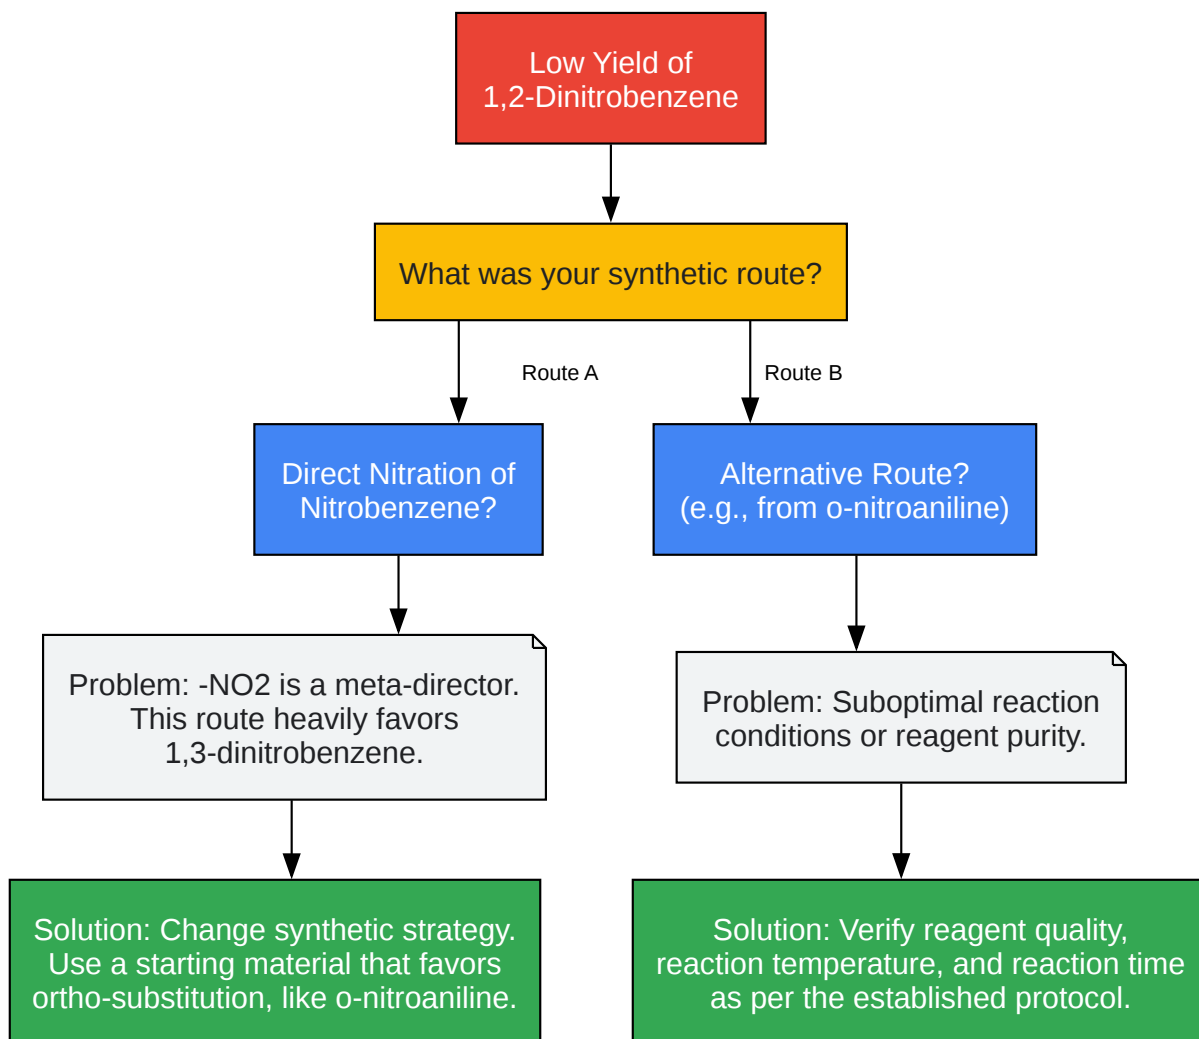 Low Yield of
1,2-Dinitrobenzene
What was your synthetic route?
Route A
Route B
Direct Nitration of
Nitrobenzene?
Alternative Route?
(e.g., from o-nitroaniline)
Problem: -NO2 is a meta-director.
This route heavily favors
1,3-dinitrobenzene.
Problem: Suboptimal reaction
conditions or reagent purity.
Solution: Change synthetic strategy.
Use a starting material that favors
ortho-substitution, like o-nitroaniline.
Solution: Verify reagent quality,
reaction temperature, and reaction time
as per the established protocol.